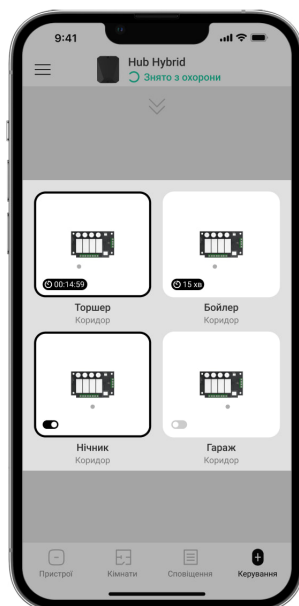 9:41
Hub Hybrid
Знято з охорони
00:14:59
15 хв
Торшер
Бойлер
Коридор
Коридор
Нічник
Гараж
Коридор
Коридор
Пристрої
Кімнати
Сповіщення
Керування